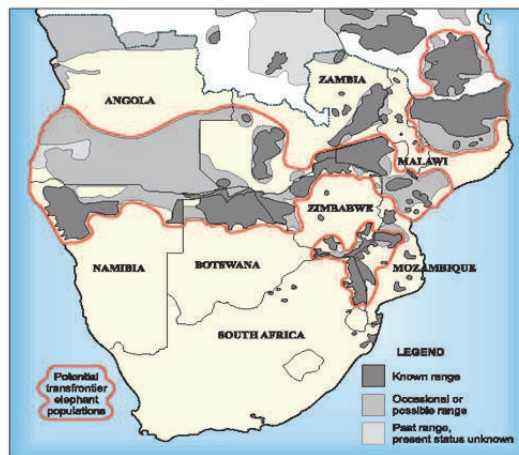 ANGOLA
ZAMBIA
MALAWI
ZIMBABWE
NAMIBIA
BOTSWANA
MOZAMBIQUE
SOUTH AFRICA
Potential
transfrontier
elephant
populations
LEGEND
Known range
Occasional or
possible range
Past range,
present status unknown